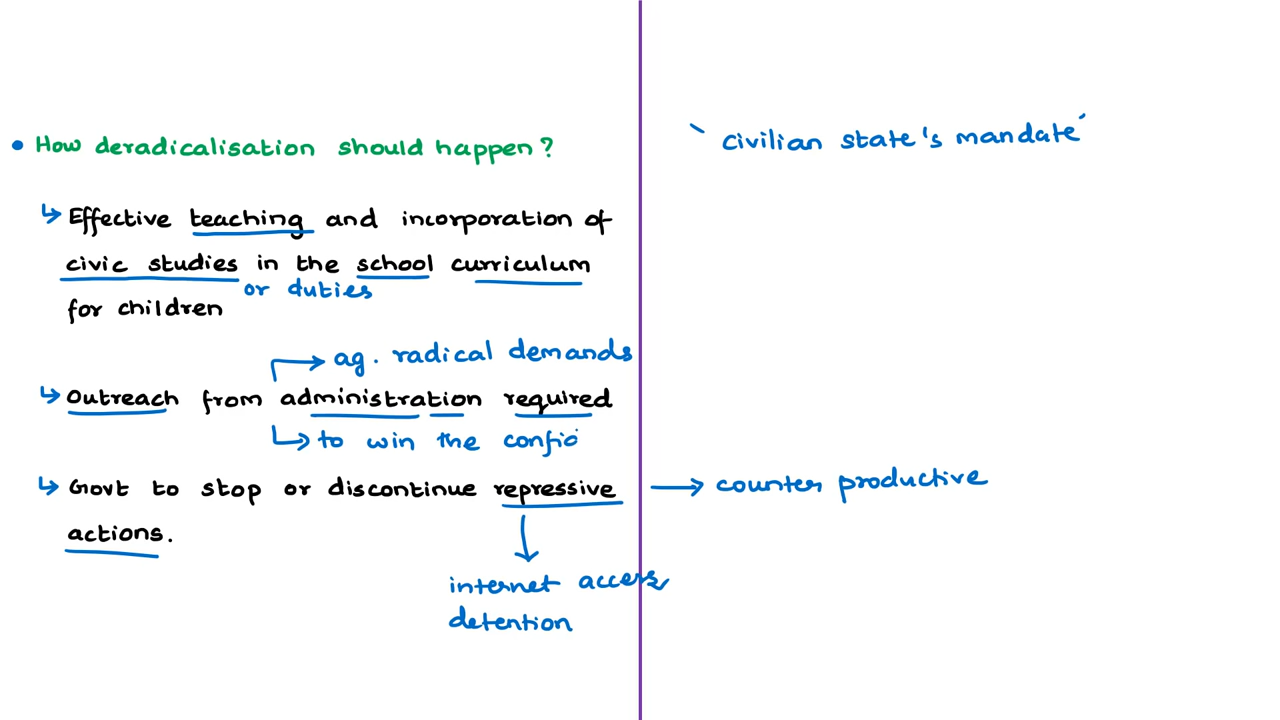 • How deradicalisation should happen?
` civilian state's mandate´
↳ Effective teaching and incorporation of
civic studies in the school curriculum
or duties
for children
→ ag. radical demands
↳ Outreach from administration required
↳ to win the
↳ Govt to stop or discontinue repressive → counter productive
actions.
internet access,
detention